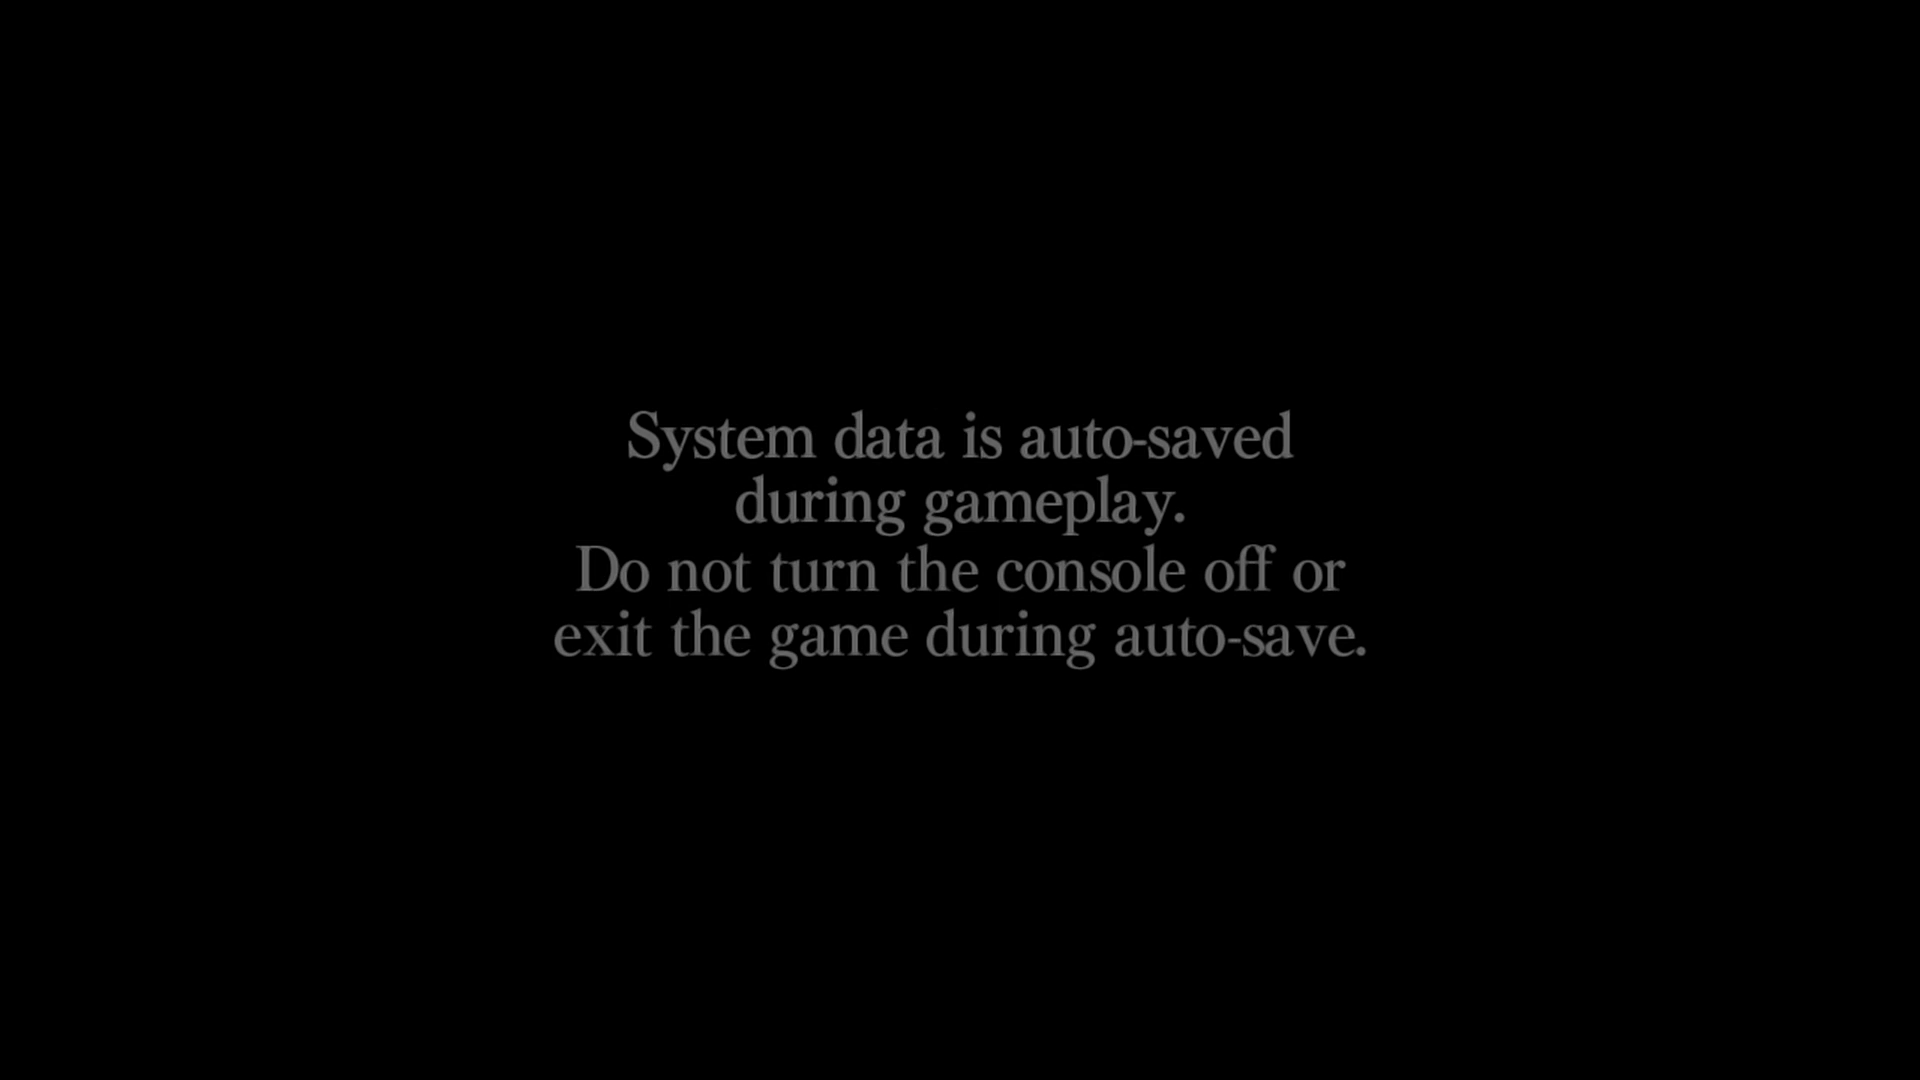 System data is auto-saved
during gameplay.
Do not turn the console off or
exit the game during auto-save.